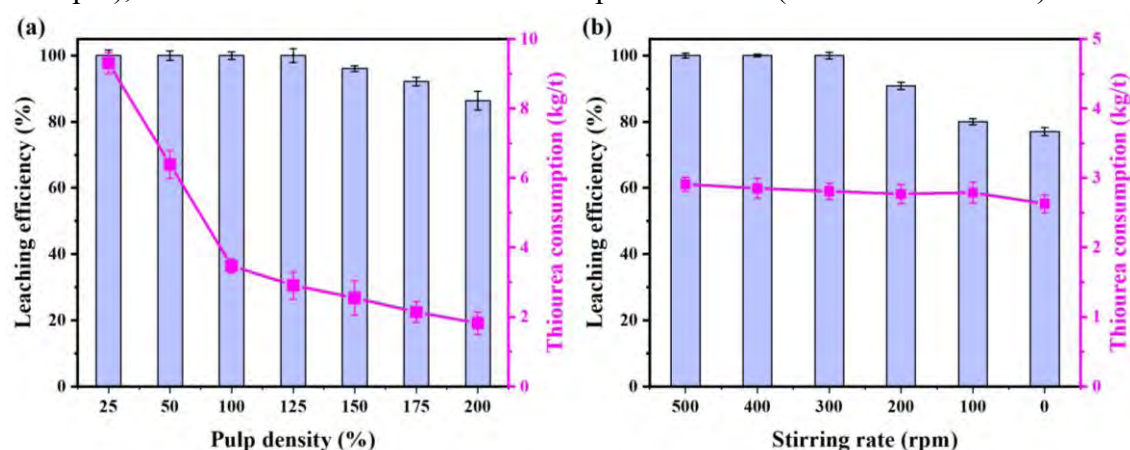 (a)
100
80
60
40
20
0
Leaching efficiency (%)
25 50 100 125 150 175 200
Pulp density (%)
10
8
6
4
2
0
Thiourea consumption (kg/t)
(b)
100
80
60
40
20
0
Leaching efficiency (%)
500 400 300 200 100 0
Stirring rate (rpm)
5
4
3
2
1
0
Thiourea consumption (kg/t)